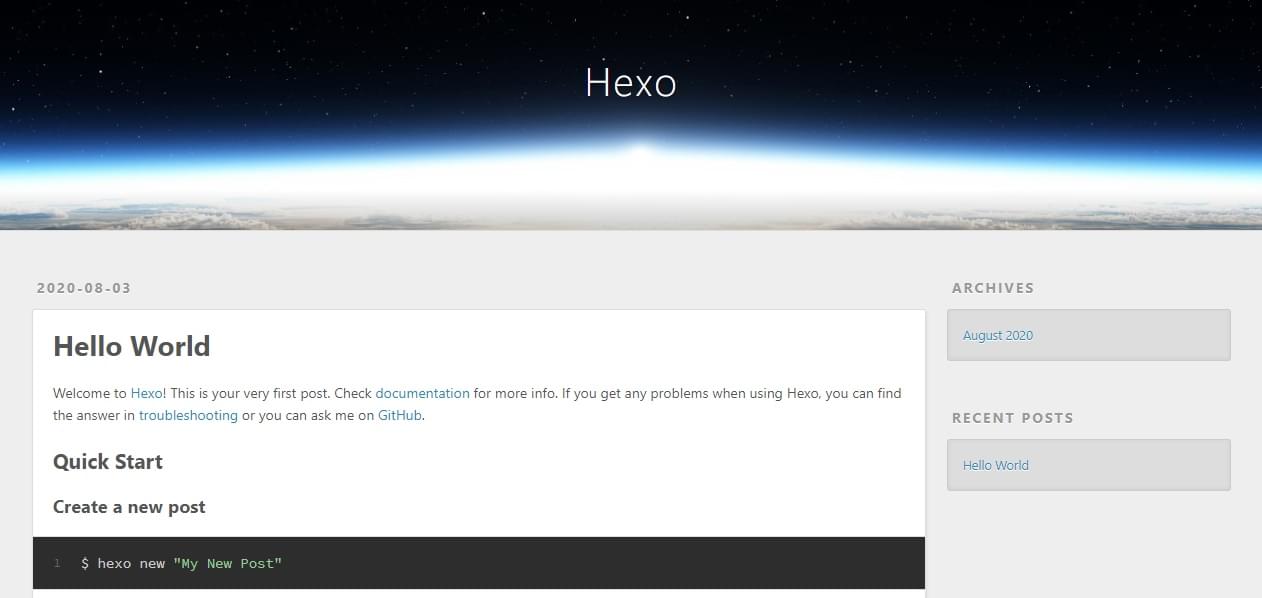 Hexo
2020-08-03
Hello World
Welcome to Hexo! This is your very first post. Check documentation for more info. If you get any problems when using Hexo, you can find
the answer in troubleshooting or you can ask me on GitHub.
Quick Start
Create a new post
1 $ hexo new "My New Post"
ARCHIVES
August 2020
RECENT POSTS
Hello World